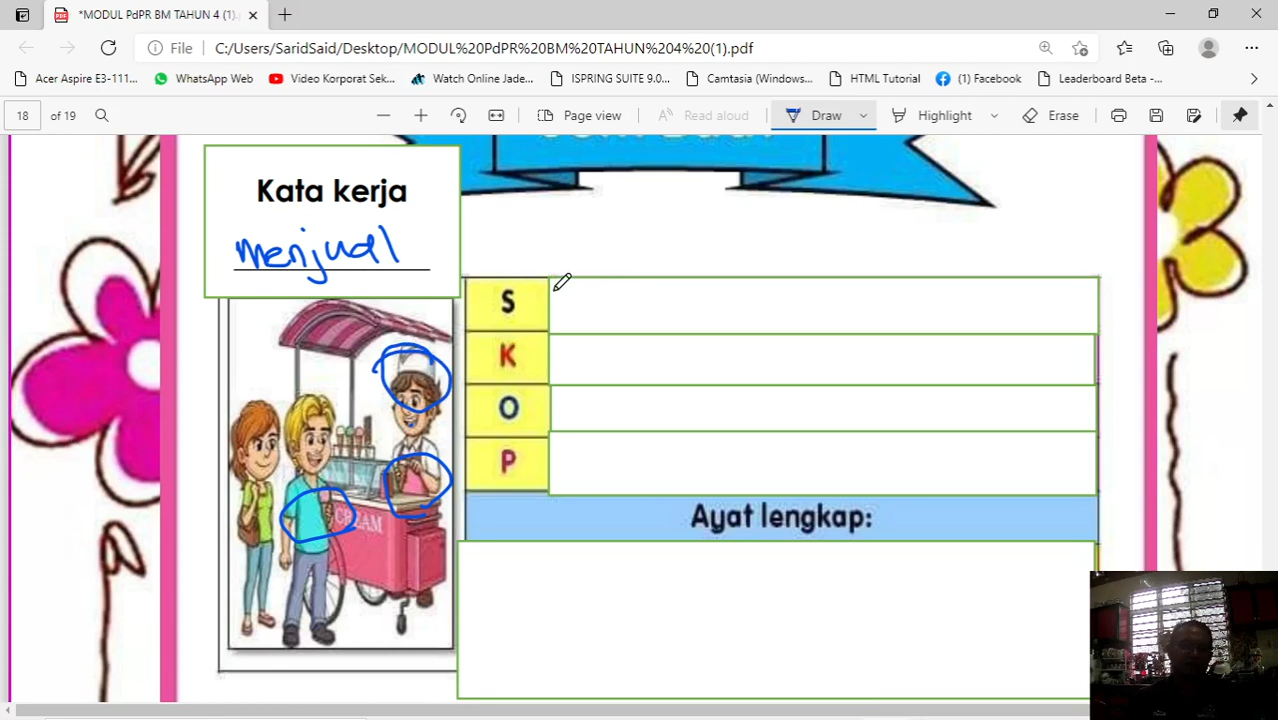 *MODUL PdPR BM TAHUN 4 (1).pdf
File C:/Users/SaridSaid/Desktop/MODUL%20PdPR%20BM%20TAHUN%204%20(1).pdf
Acer Aspire E3-111... WhatsApp Web Video Korporat Sek... Watch Online Jade... ISPRING SUITE 9.0... Camtasia (Windows... HTML Tutorial (1) Facebook Leaderboard Beta -...
18 of 19 Page view Read aloud Draw Highlight Erase
Kata kerja
menjual
S
K
O
P
CREAM
Ayat lengkap: